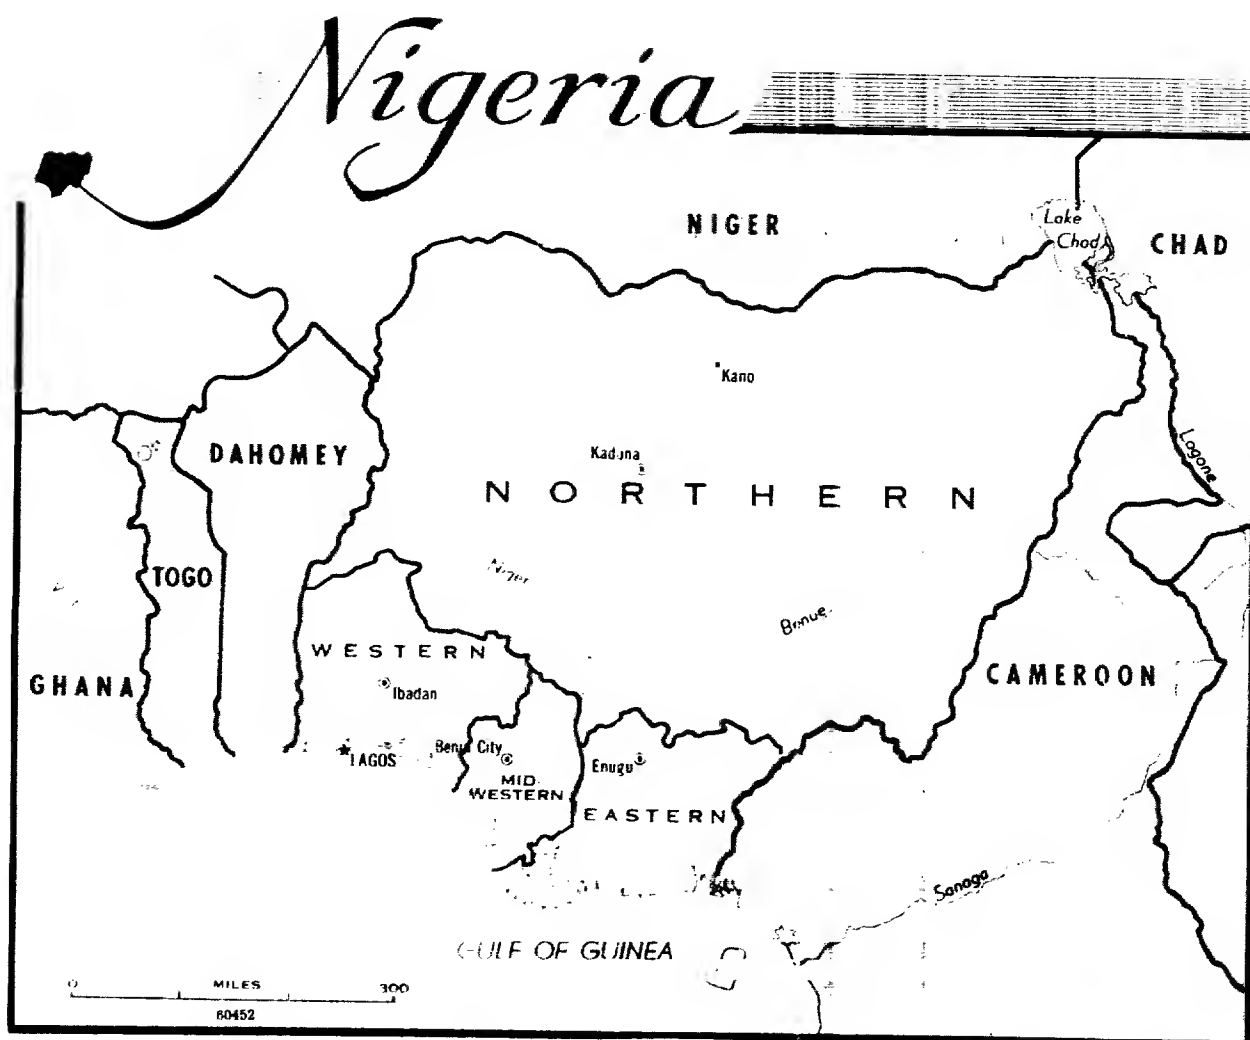 Nigeria
NIGER
Lake
Chad
CHAD
Kano
DAHOMEY
Kaduna
NORTHERN
Logone
Niger
TOGO
Benue
WESTERN
GHANA
CAMEROON
Ibadan
LAGOS
Benin City
Enugu
MID-
WESTERN
EASTERN
Sanaga
GULF OF GUINEA
0 MILES 300
60452